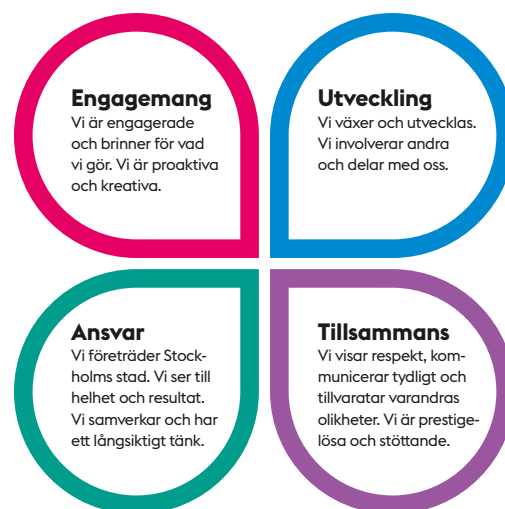 Engagemang
Vi är engagerade
och brinner för vad
vi gör. Vi är proaktiva
och kreativa.
Utveckling
Vi växer och utvecklas.
Vi involverar andra
och delar med oss.
Ansvar
Vi företräder Stock-
holms stad. Vi ser till
helhet och resultat.
Vi samverkar och har
ett långsiktigt tänk.
Tillsammans
Vi visar respekt, kom-
municerar tydligt och
tillvaratar varandras
olikheter. Vi är prestige-
lösa och stöttande.